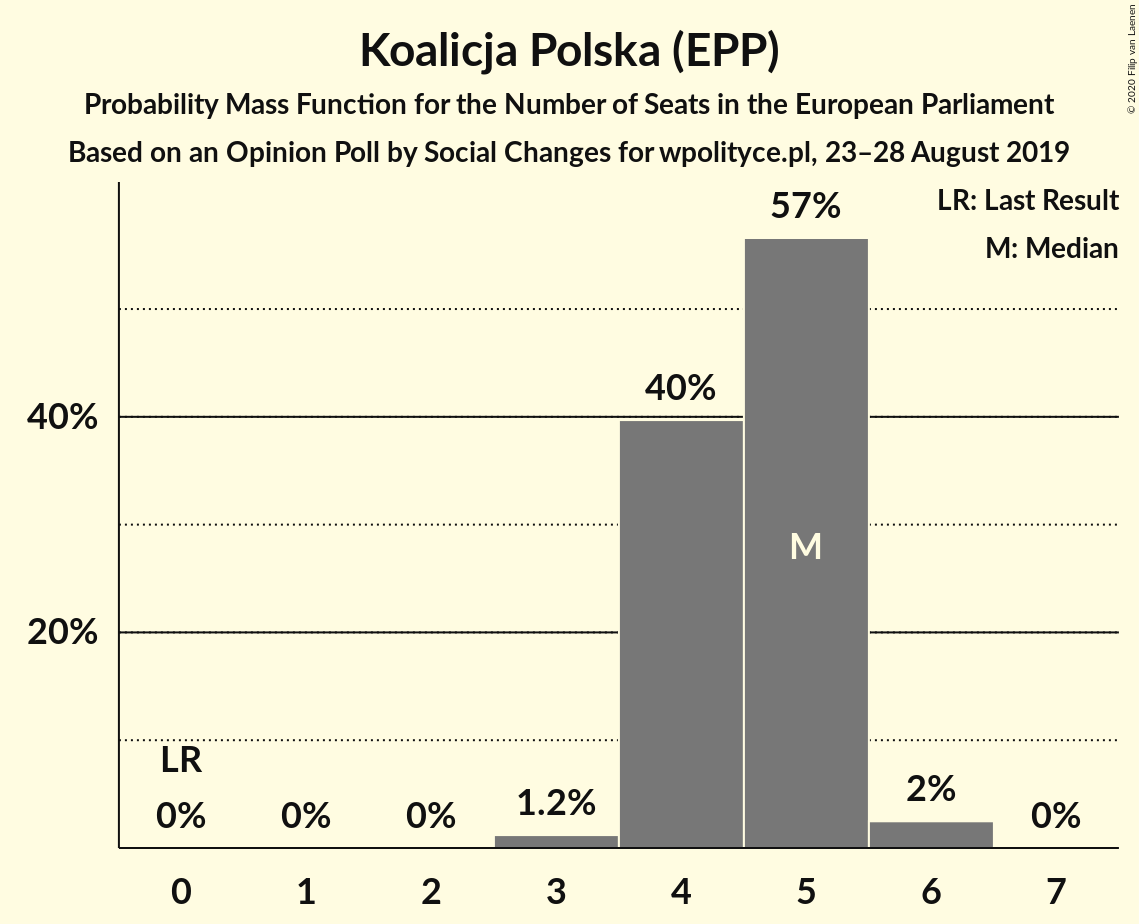 Koalicja Polska (EPP)
Probability Mass Function for the Number of Seats in the European Parliament
Based on an Opinion Poll by Social Changes for wpolityce.pl, 23–28 August 2019
© 2020 Filip van Laenen
LR: Last Result
M: Median
57%
40%
40%
M
20%
LR
0%
0%
0%
1.2%
2%
0%
0
1
2
3
4
5
6
7